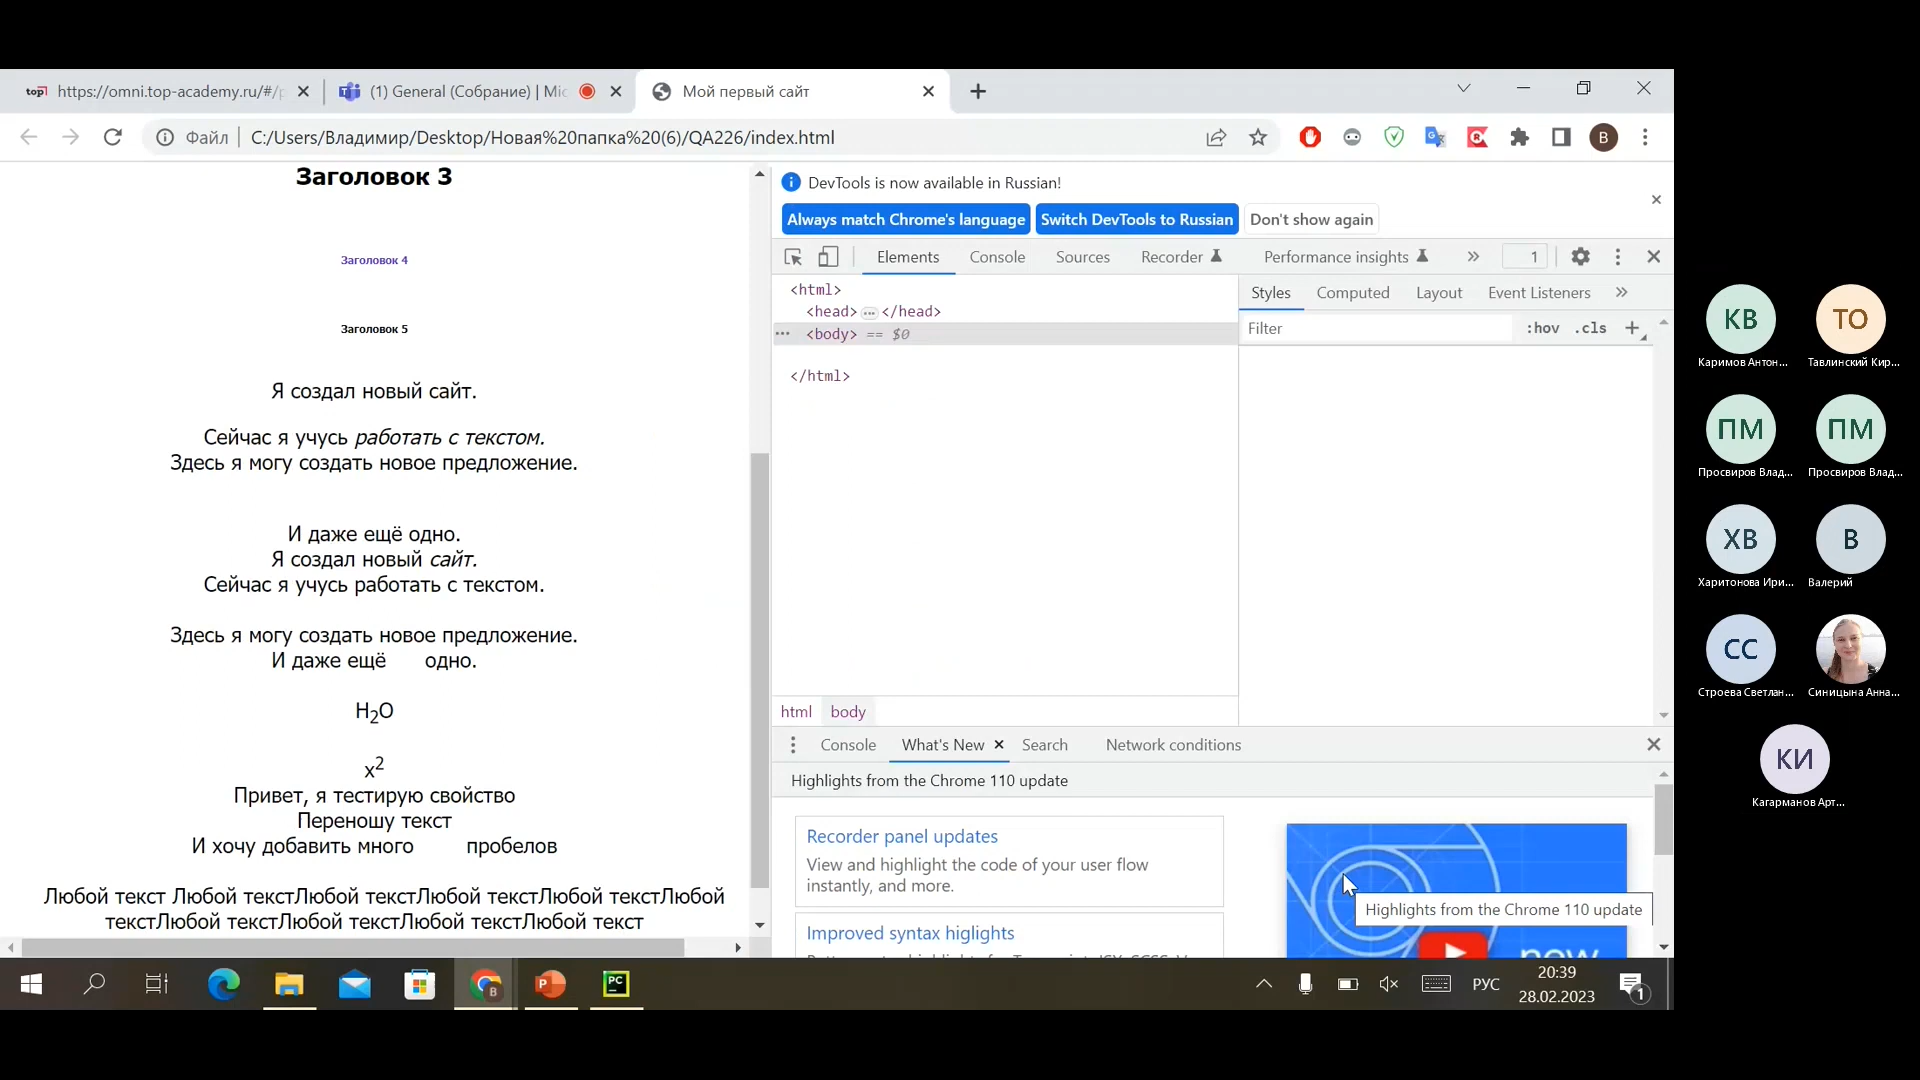 top
https://omni.top-academy.ru/#/p
(1) General (Собрание) | Mic
Мой первый сайт
Файл
C:/Users/Владимир/Desktop/Новая%20папка%20(6)/QA226/index.html
B
Заголовок 3
Заголовок 4
Заголовок 5
Я создал новый сайт.
Сейчас я учусь работать с текстом.
Здесь я могу создать новое предложение.
И даже ещё одно.
Я создал новый сайт.
Сейчас я учусь работать с текстом.
Здесь я могу создать новое предложение.
И даже ещё одно.
H2O
x2
Привет, я тестирую свойство
Переношу текст
И хочу добавить много пробелов
Любой текст Любой текстЛюбой текстЛюбой текстЛюбой текстЛюбой
текстЛюбой текстЛюбой текстЛюбой текстЛюбой текст
DevTools is now available in Russian!
Always match Chrome's language
Switch DevTools to Russian
Don't show again
Elements
Console
Sources
Recorder
Performance insights
1
<html>
<head>…</head>
<body> == $0
</html>
Styles
Computed
Layout
Event Listeners
Filter
:hov
.cls
html
body
Console
What's New
Search
Network conditions
Highlights from the Chrome 110 update
Recorder panel updates
View and highlight the code of your user flow
instantly, and more.
Improved syntax higlights
Highlights from the Chrome 110 update
new
PC
РУС
20:39
28.02.2023
1
КВ
Каримов Антон...
ТО
Тавлинский Кир...
ПМ
Просвиров Влад...
ПМ
Просвиров Влад...
ХВ
Харитонова Ири...
В
Валерий
СС
Строева Светлан...
Синицына Анна...
КИ
Кагарманов Арт...